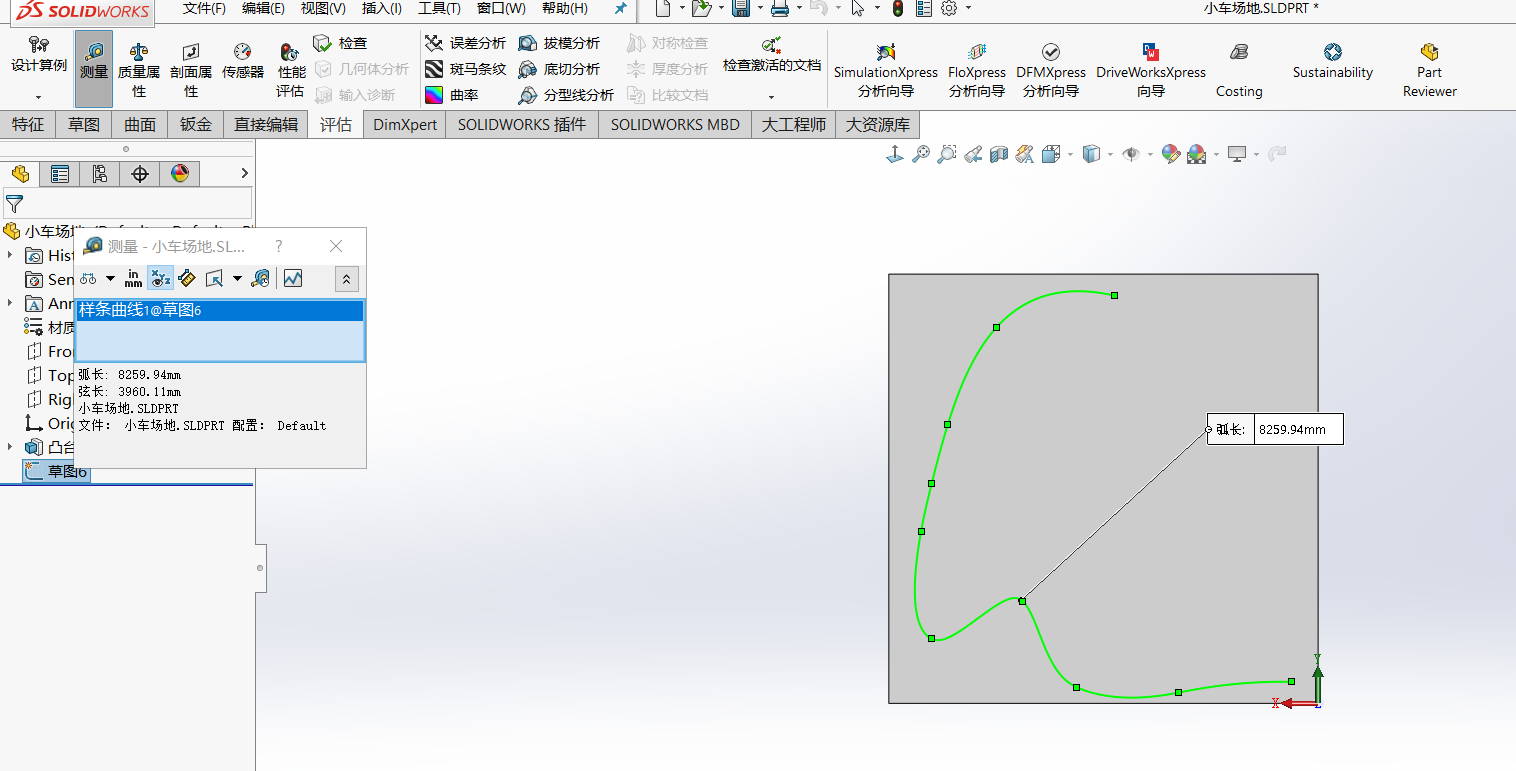 SOLIDWORKS
文件(F) 编辑(E) 视图(V) 插入(I) 工具(T) 窗口(W) 帮助(H)
小车场地.SLDPRT *
设计算例
测量
质量属性
剖面属性
传感器
性能评估
检查
几何体分析
输入诊断
误差分析
斑马条纹
曲率
拔模分析
底切分析
分型线分析
对称检查
厚度分析
比较文档
检查激活的文档
SimulationXpress
分析向导
FloXpress
分析向导
DFMXpress
分析向导
DriveWorksXpress
向导
Costing
Sustainability
Part
Reviewer
特征 草图 曲面 钣金 直接编辑 评估 DimXpert SOLIDWORKS 插件 SOLIDWORKS MBD 大工程师 大资源库
小车场地
Hist
Sen
Ann
材质
Fro
Top
Rig
Orig
凸台
草图6
测量 - 小车场地.SL...
?
in
mm
样条曲线1@草图6
弧长: 8259.94mm
弦长: 3960.11mm
小车场地.SLDPRT
文件: 小车场地.SLDPRT 配置: Default
弧长: 8259.94mm
Y
X
Z